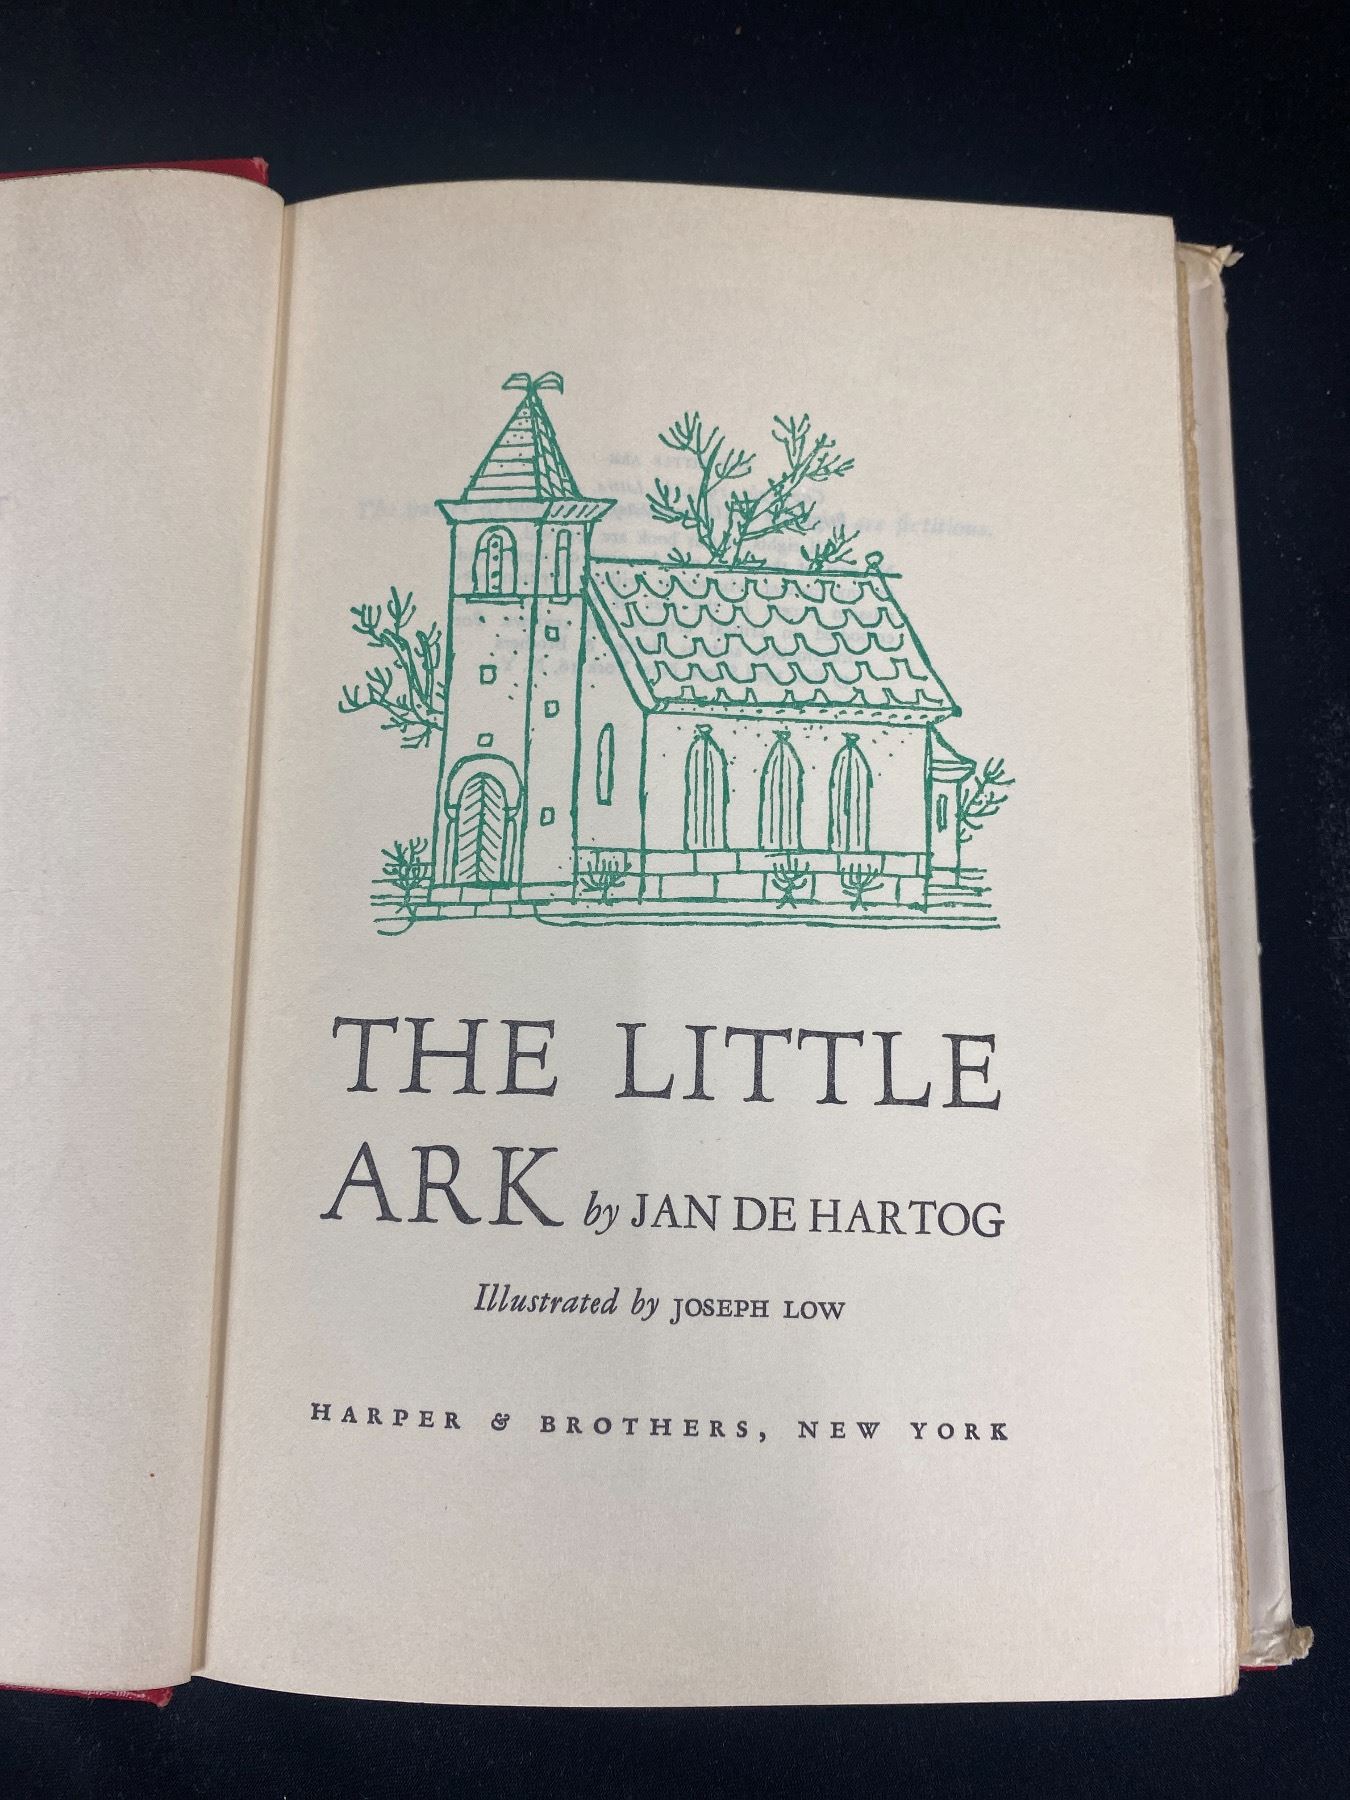 THE LITTLE
ARK by JAN DE HARTOG
Illustrated by JOSEPH LOW
HARPER & BROTHERS, NEW YORK